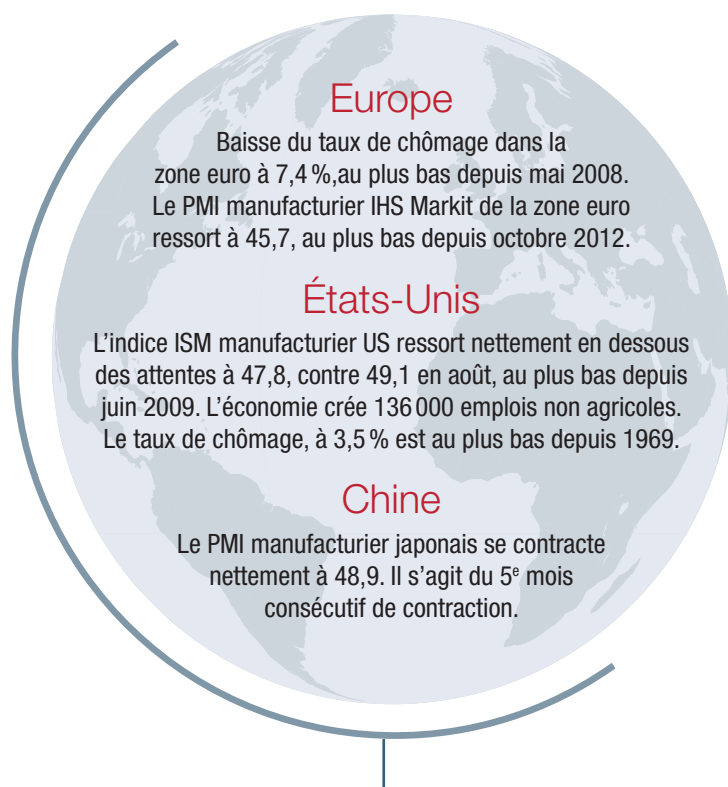 Europe
Baisse du taux de chômage dans la
zone euro à 7,4 %,au plus bas depuis mai 2008.
Le PMI manufacturier IHS Markit de la zone euro
ressort à 45,7, au plus bas depuis octobre 2012.
États-Unis
L’indice ISM manufacturier US ressort nettement en dessous
des attentes à 47,8, contre 49,1 en août, au plus bas depuis
juin 2009. L’économie crée 136 000 emplois non agricoles.
Le taux de chômage, à 3,5 % est au plus bas depuis 1969.
Chine
Le PMI manufacturier japonais se contracte
nettement à 48,9. Il s’agit du 5e mois
consécutif de contraction.